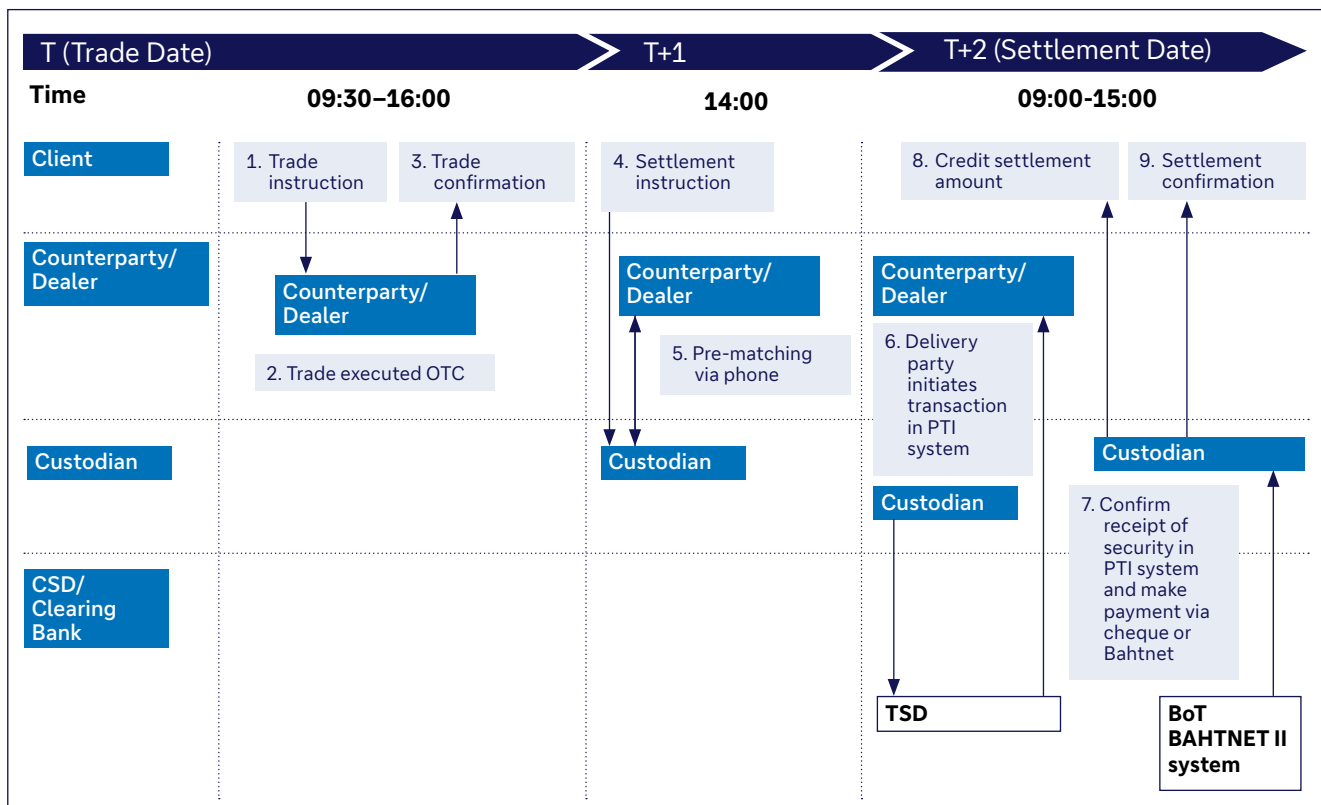 T (Trade Date)
T+1
T+2 (Settlement Date)
Time
09:30–16:00
14:00
09:00-15:00
Client
1. Trade
instruction
3. Trade
confirmation
4. Settlement
instruction
8. Credit settlement
amount
9. Settlement
confirmation
Counterparty/
Dealer
Counterparty/
Dealer
2. Trade executed OTC
Counterparty/
Dealer
5. Pre-matching
via phone
Counterparty/
Dealer
6. Delivery
party
initiates
transaction
in PTI
system
Custodian
Custodian
Custodian
Custodian
7. Confirm
receipt of
security in
PTI system
and make
payment via
cheque or
Bahtnet
CSD/
Clearing
Bank
TSD
BoT
BAHTNET II
system